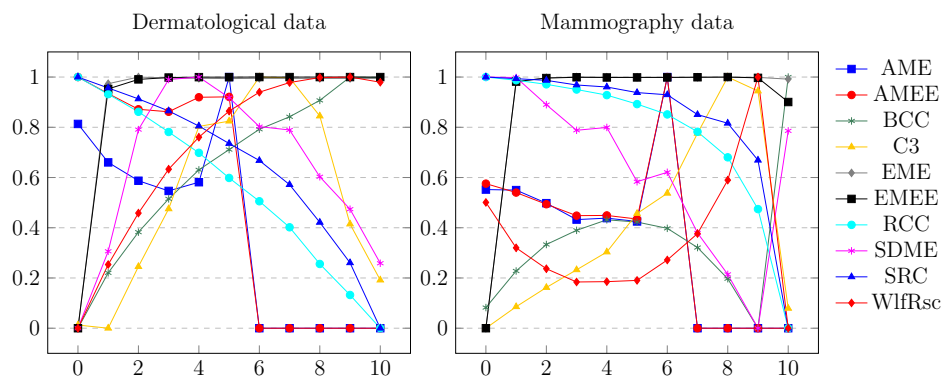 Dermatological data
Mammography data
1
0.8
0.6
0.4
0.2
0
0 2 4 6 8 10
1
0.8
0.6
0.4
0.2
0
0 2 4 6 8 10
AME
AMEE
BCC
C3
EME
EMEE
RCC
SDME
SRC
WlfRsc